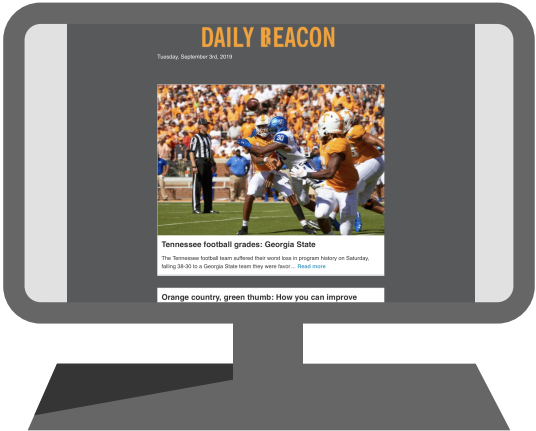 DAILY BEACON
Tuesday, September 3rd, 2019
30
Tennessee football grades: Georgia State
The Tennessee football team suffered their worst loss in program history on Saturday,
falling 38-30 to a Georgia State team they were favor... Read more
Orange country, green thumb: How you can improve